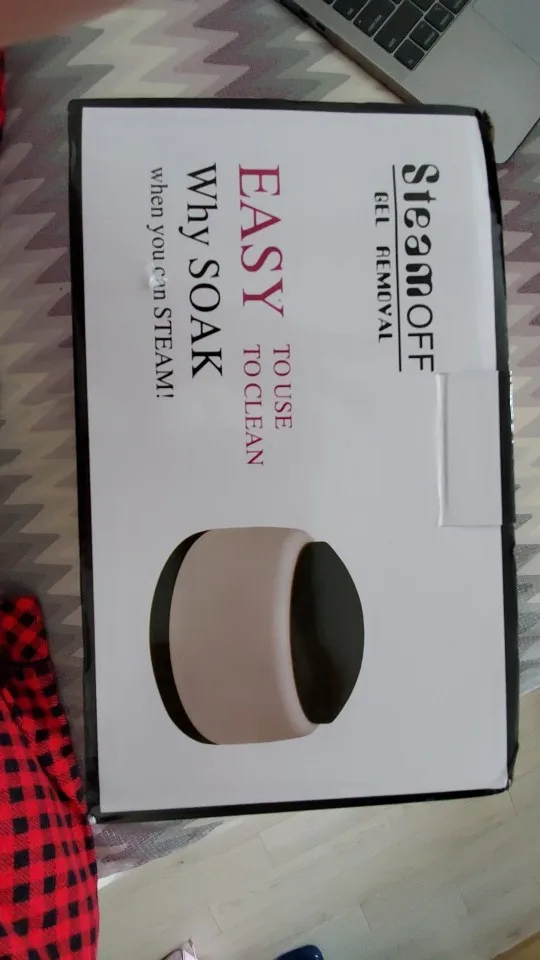 SteamOFF
GEL REMOVAL
EASY TO USE
TO CLEAN
Why SOAK
when you can STEAM!